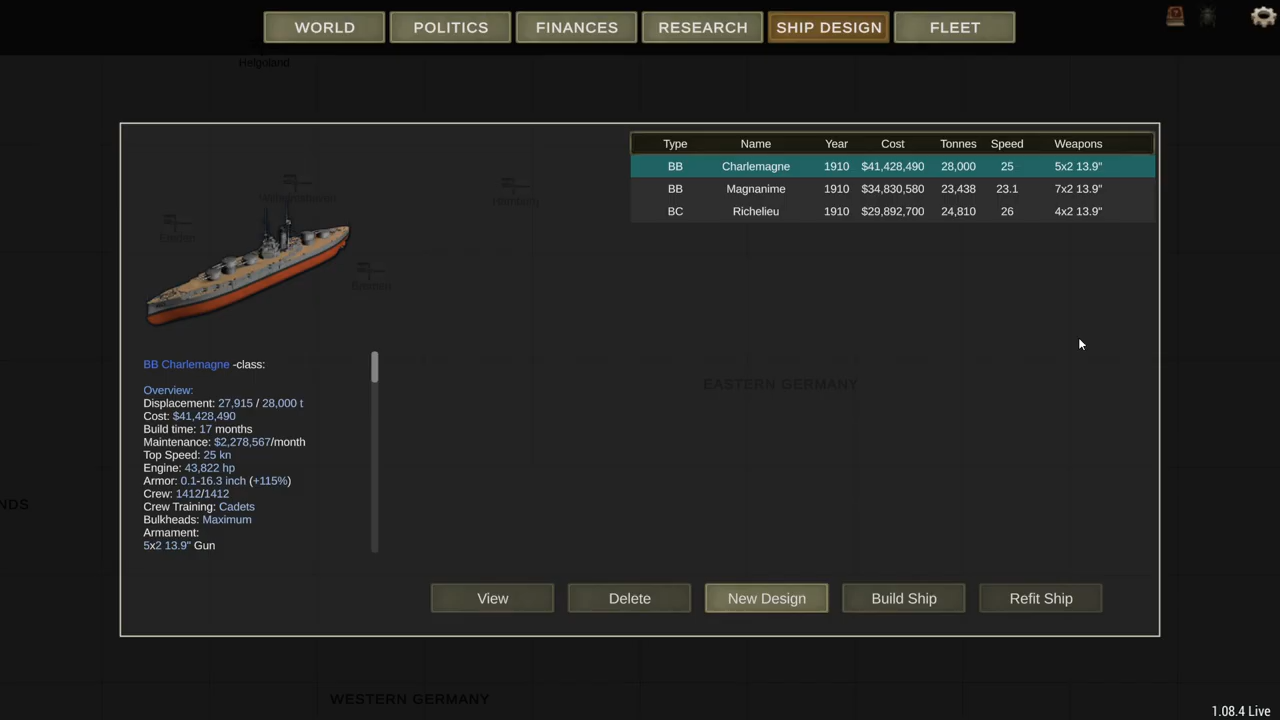 WORLD
POLITICS
FINANCES
RESEARCH
SHIP DESIGN
FLEET
Helgoland
Type Name Year Cost Tonnes Speed Weapons
BB Charlemagne 1910 $41,428,490 28,000 25 5x2 13.9"
BB Magnanime 1910 $34,830,580 23,438 23.1 7x2 13.9"
BC Richelieu 1910 $29,892,700 24,810 26 4x2 13.9"
Wilhelmshaven
Hamburg
Emden
Bremen
BB Charlemagne -class:
Overview:
Displacement: 27,915 / 28,000 t
Cost: $41,428,490
Build time: 17 months
Maintenance: $2,278,567/month
Top Speed: 25 kn
Engine: 43,822 hp
Armor: 0.1-16.3 inch (+115%)
Crew: 1412/1412
Crew Training: Cadets
Bulkheads: Maximum
Armament:
5x2 13.9" Gun
EASTERN GERMANY
NDS
View
Delete
New Design
Build Ship
Refit Ship
WESTERN GERMANY
1.08.4 Live